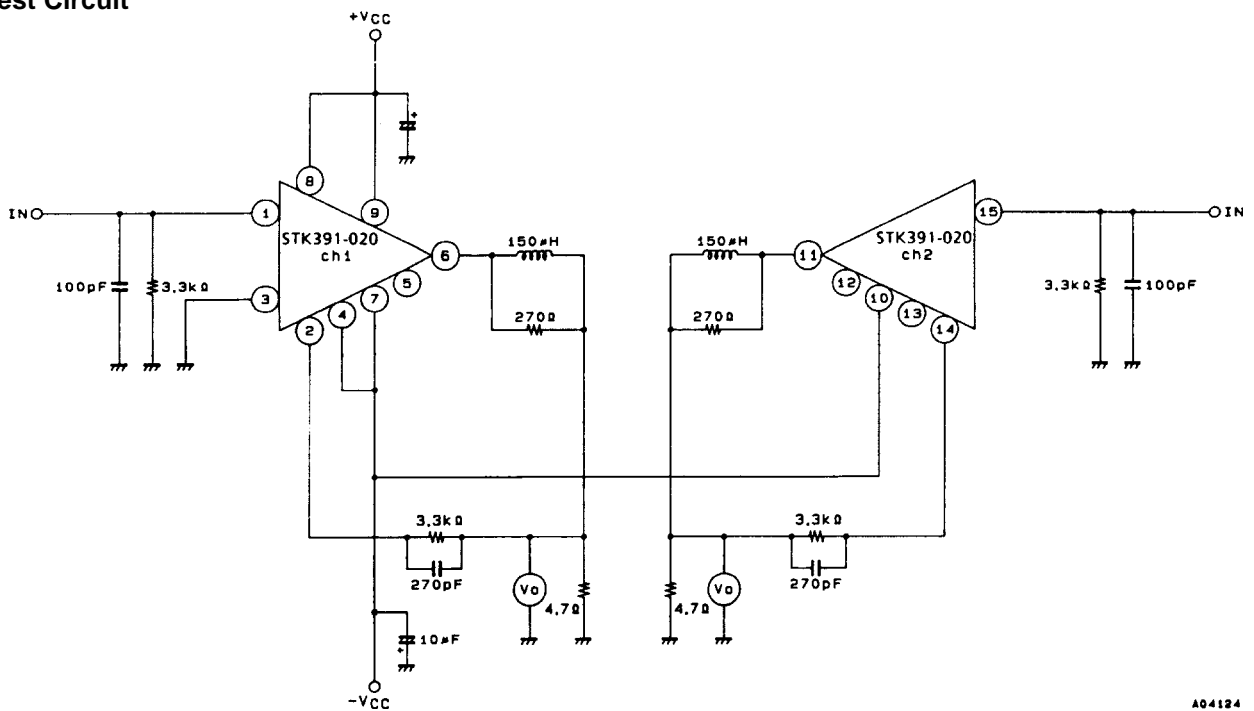 est Circuit
+VCC
8
9
IN
1
STK391-020
ch1
6
150μH
5
7
3
4
2
100pF
3.3kΩ
270Ω
150μH
11
STK391-020
ch2
15
IN
12
10
13
14
270Ω
3.3kΩ
100pF
3.3kΩ
270pF
Vo
4.7Ω
10μF
-VCC
3.3kΩ
270pF
Vo
4.7Ω
A04124